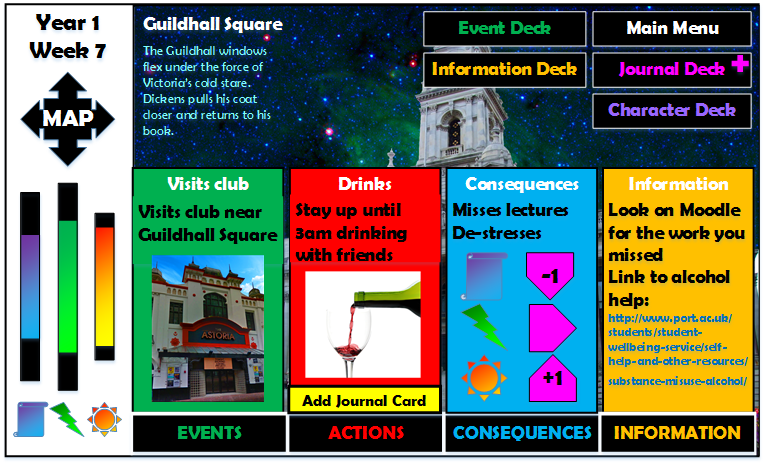 Year 1
Week 7
MAP
Guildhall Square
The Guildhall windows
flex under the force of
Victoria's cold stare.
Dickens pulls his coat
closer and returns to his
book.
Event Deck
Main Menu
Information Deck
Journal Deck +
Character Deck
Visits club
Visits club near
Guildhall Square
ASTORIA
Drinks
Stay up until
3am drinking
with friends
Add Journal Card
Consequences
Misses lectures
De-stresses
-1
+1
Information
Look on Moodle
for the work you
missed
Link to alcohol
help:
http://www.port.ac.uk/
students/student-
wellbeing-service/self-
help-and-other-resources/
substance-misuse-alcohol/
EVENTS
ACTIONS
CONSEQUENCES
INFORMATION